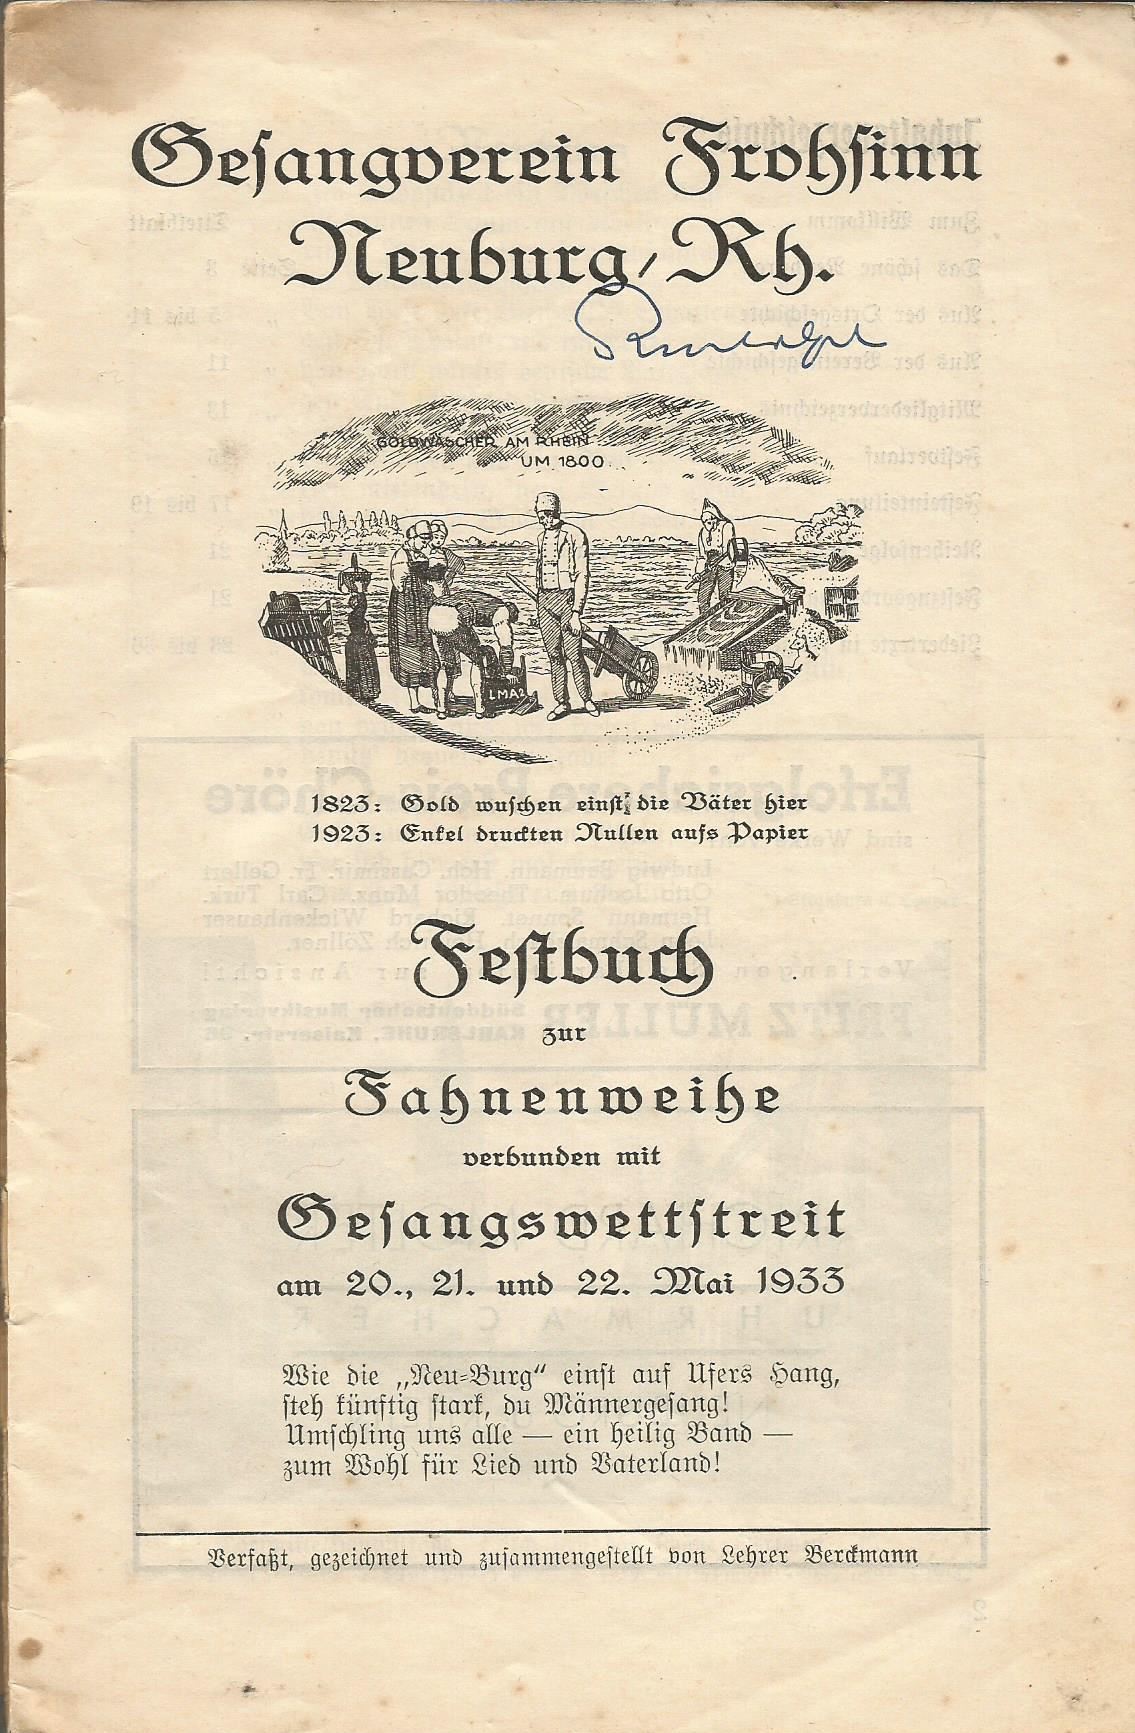 Gesangverein Frohsinn
Neuburg/Rh.
GOLDWÄSCHER AM RHEIN
UM 1800
LMA2
1823: Gold wuschen einst die Väter hier
1923: Enkel druckten Nullen aufs Papier
Festbuch
zur
Fahnenweihe
verbunden mit
Gesangswettstreit
am 20., 21. und 22. Mai 1933
Wie die „Neu-Burg“ einst auf Ufers Hang,
steh künftig stark, du Männergesang!
Umschling uns alle — ein heilig Band —
zum Wohl für Lied und Vaterland!
Verfaßt, gezeichnet und zusammengestellt von Lehrer Berckmann